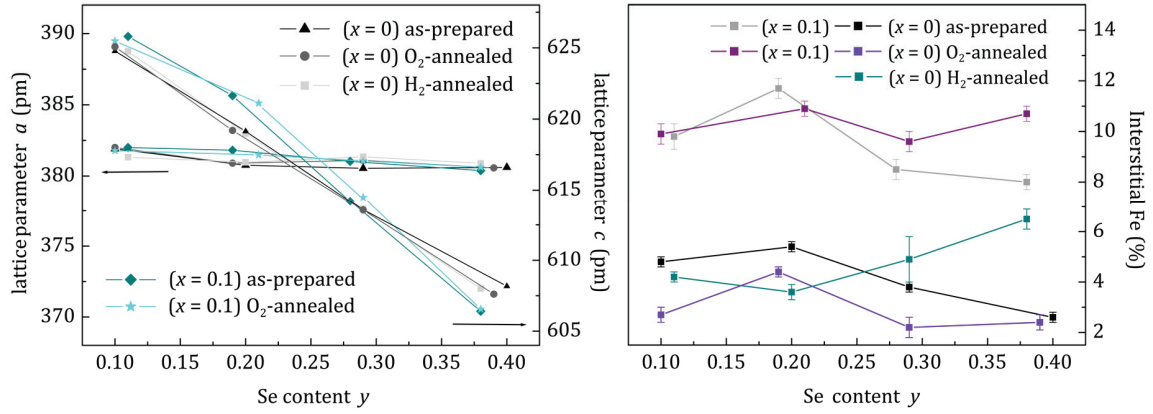 390
385
380
375
370
lattice parameter a (pm)
(x = 0) as-prepared
(x = 0) O₂-annealed
(x = 0) H₂-annealed
(x = 0.1) as-prepared
(x = 0.1) O₂-annealed
625
620
615
610
605
lattice parameter c (pm)
0.10 0.15 0.20 0.25 0.30 0.35 0.40
Se content y
(x = 0.1) (x = 0) as-prepared
(x = 0.1) (x = 0) O₂-annealed
(x = 0) H₂-annealed
14
12
10
8
6
4
2
Interstitial Fe (%)
0.10 0.15 0.20 0.25 0.30 0.35 0.40
Se content y